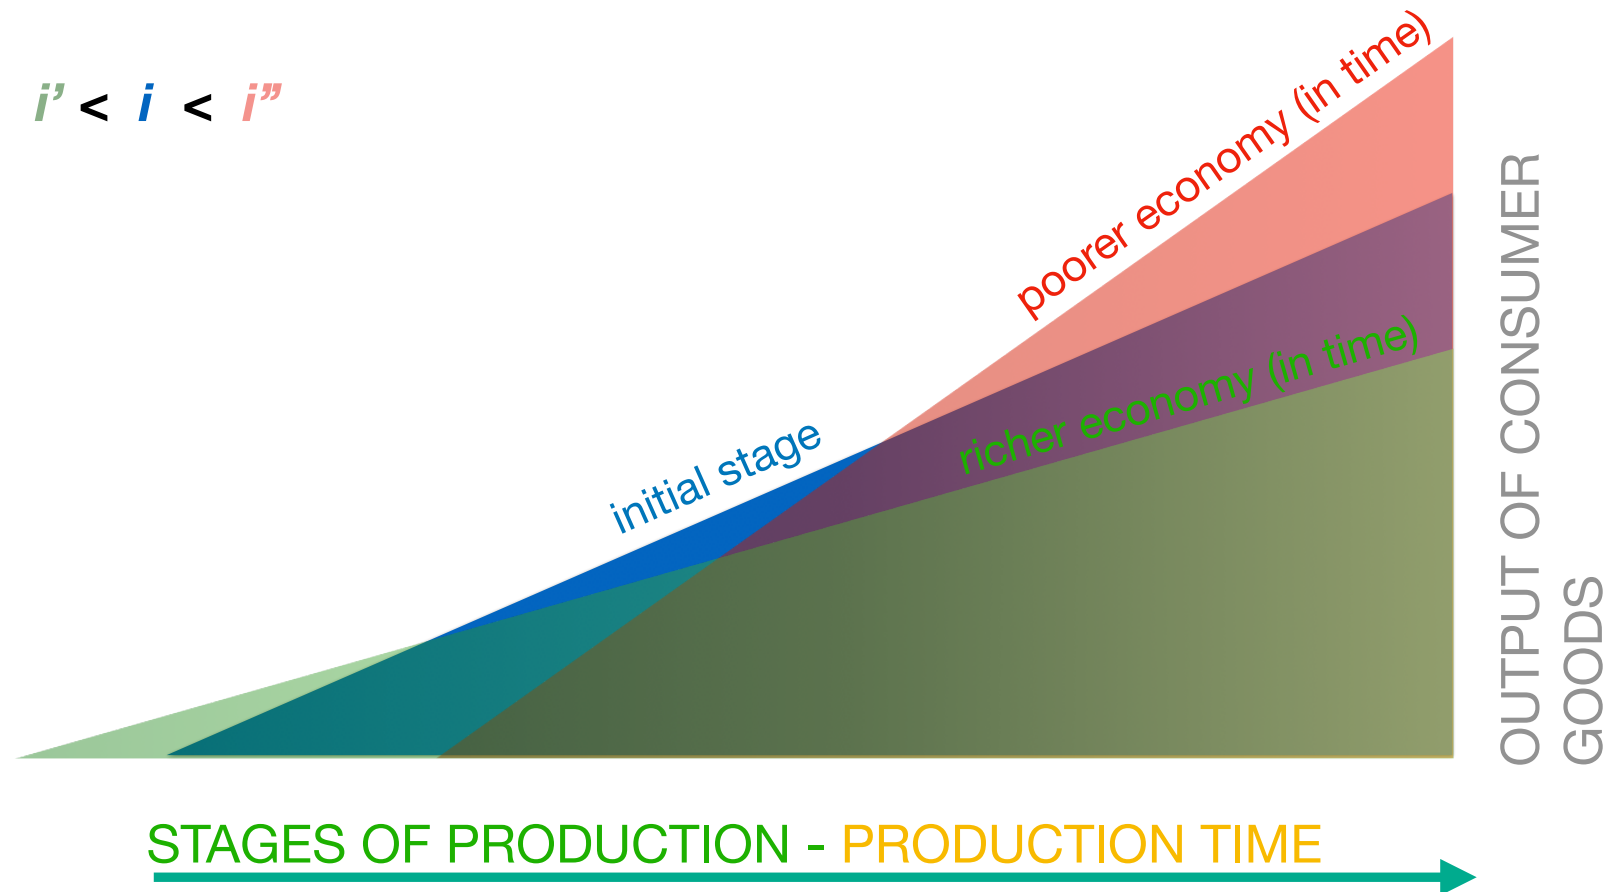 i’ < i < i”
poorer economy (in time)
initial stage
richer economy (in time)
OUTPUT OF CONSUMER
GOODS
STAGES OF PRODUCTION - PRODUCTION TIME